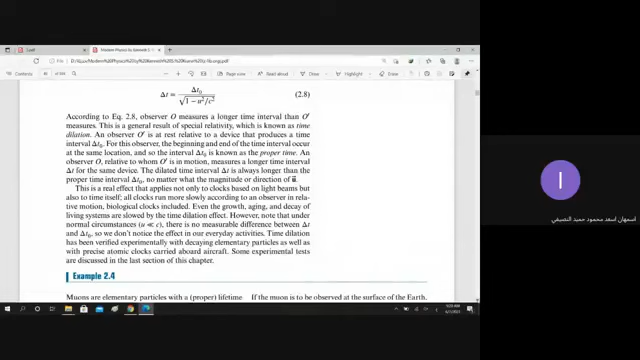 Δt = Δt₀ / √(1 − u²/c²) (2.8)
According to Eq. 2.8, observer O measures a longer time interval than O′
measures. This is a general result of special relativity, which is known as time
dilation. An observer O′ is at rest relative to a device that produces a time
interval Δt₀. For this observer, the beginning and end of the time interval occur
at the same location, and so the interval Δt₀ is known as the proper time. An
observer O, relative to whom O′ is in motion, measures a longer time interval
Δt for the same device. The dilated time interval Δt is always longer than the
proper time interval Δt₀, no matter what the magnitude or direction of u⃗.
This is a real effect that applies not only to clocks based on light beams but
also to time itself; all clocks run more slowly according to an observer in rela-
tive motion, biological clocks included. Even the growth, aging, and decay of
living systems are slowed by the time dilation effect. However, note that under
normal circumstances (u ≪ c), there is no measurable difference between Δt
and Δt₀, so we don't notice the effect in our everyday activities. Time dilation
has been verified experimentally with decaying elementary particles as well as
with precise atomic clocks carried aboard aircraft. Some experimental tests
are discussed in the last section of this chapter.
Example 2.4
Muons are elementary particles with a (proper) lifetime
If the muon is to be observed at the surface of the Earth,
Page view
Read aloud
Draw
Highlight
Erase
I
اسمهان اسعد محمود حميد النصيفي